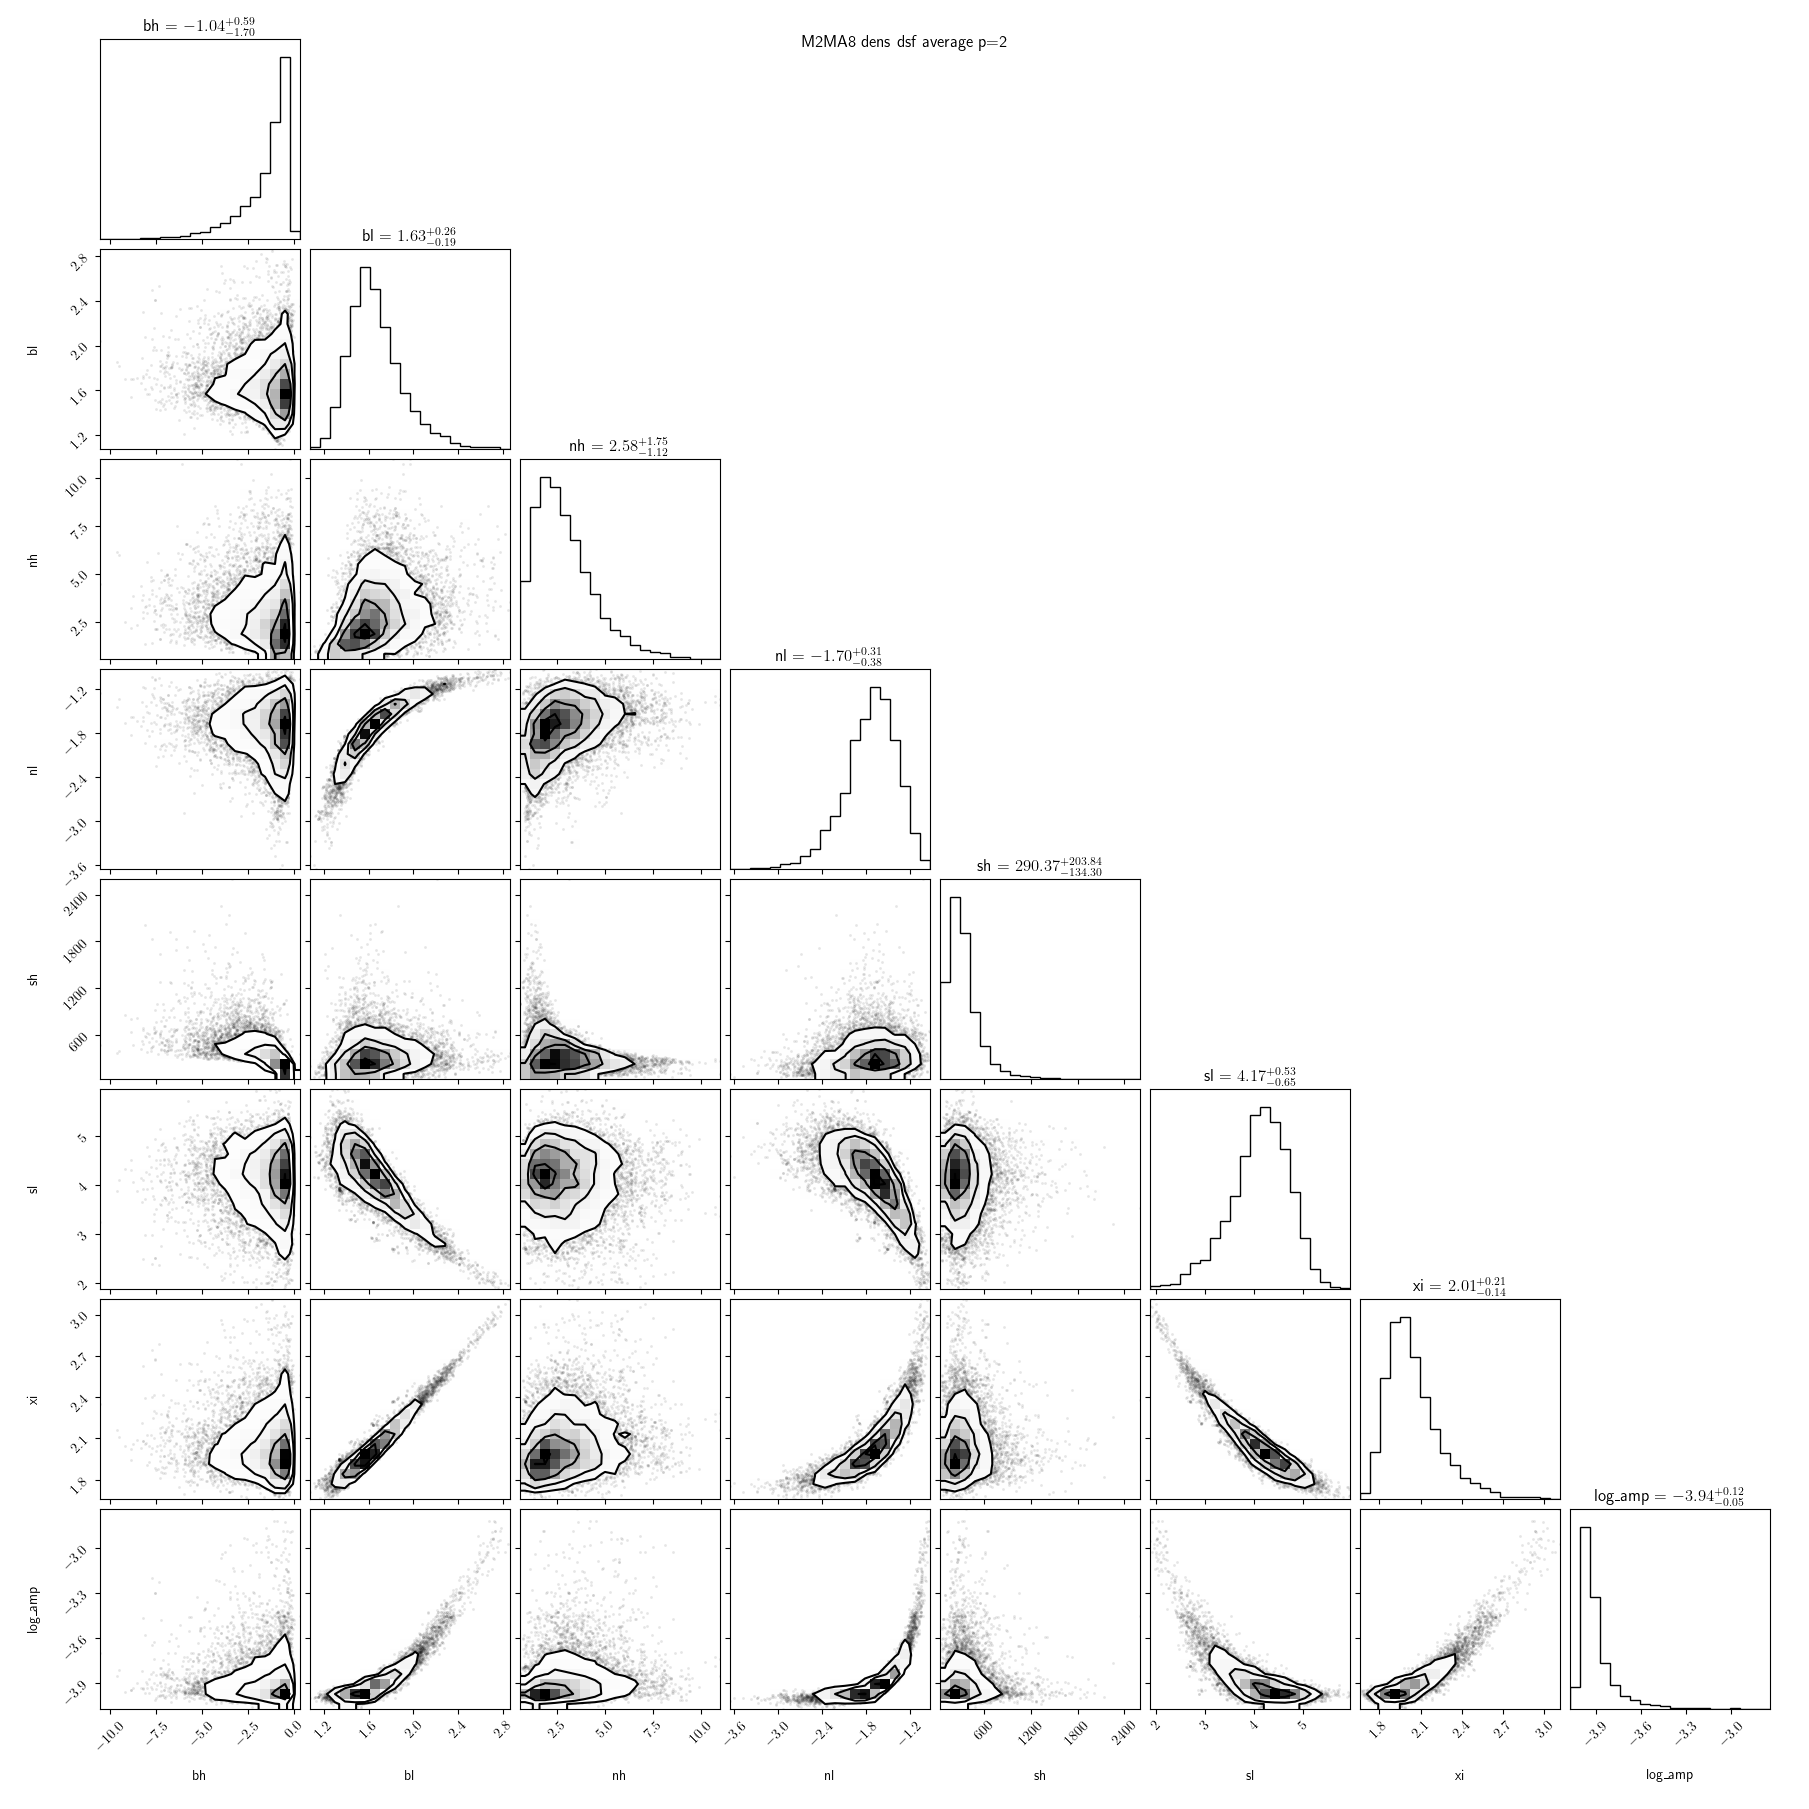 M2MA8 dens dsf average p=2
bh = −1.04+0.59 −1.70
bl = 1.63+0.26 −0.19
2.8
2.4
2.0
1.6
1.2
bl
nh = 2.58+1.75 −1.12
10.0
7.5
5.0
2.5
nh
nl = −1.70+0.31 −0.38
−1.2
−1.8
−2.4
−3.0
−3.6
nl
sh = 290.37+203.84 −134.30
2400
1800
1200
600
sh
sl = 4.17+0.53 −0.65
5
4
3
2
sl
xi = 2.01+0.21 −0.14
3.0
2.7
2.4
2.1
1.8
xi
log_amp = −3.94+0.12 −0.05
−3.0
−3.3
−3.6
−3.9
log_amp
−10.0 −7.5 −5.0 −2.5 0.0 1.2 1.6 2.0 2.4 2.8 2.5 5.0 7.5 10.0 −3.6 −3.0 −2.4 −1.8 −1.2 600 1200 1800 2400 2 3 4 5 1.8 2.1 2.4 2.7 3.0 −3.9 −3.6 −3.3 −3.0
bh bl nh nl sh sl xi log_amp